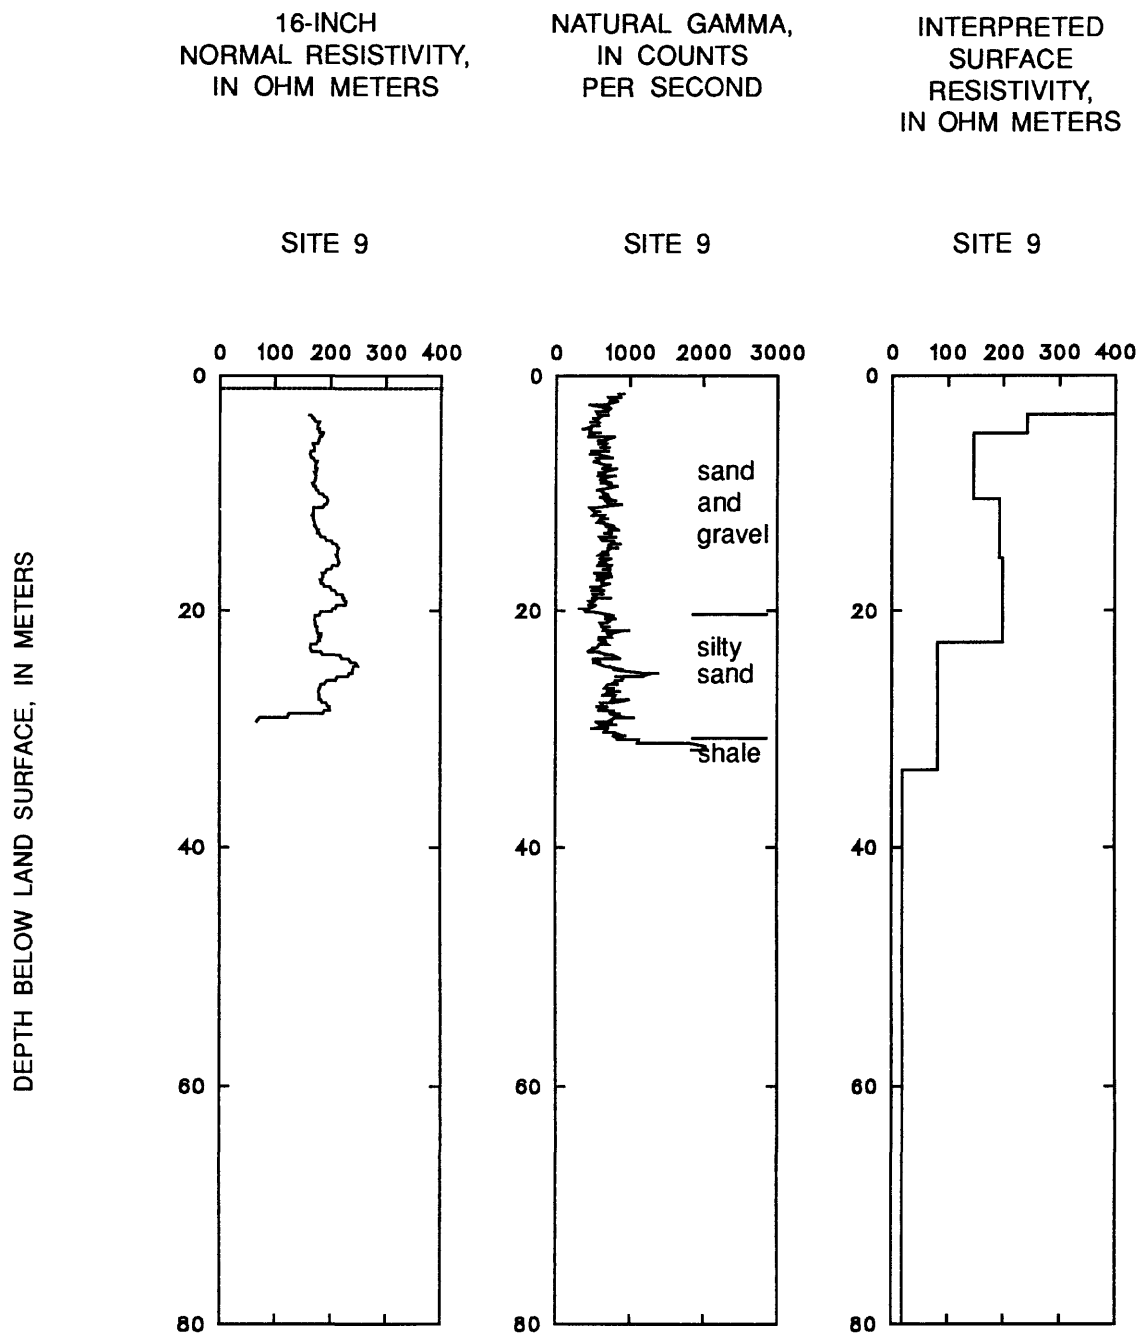 16-INCH
NORMAL RESISTIVITY,
IN OHM METERS
NATURAL GAMMA,
IN COUNTS
PER SECOND
INTERPRETED
SURFACE
RESISTIVITY,
IN OHM METERS
SITE 9
SITE 9
SITE 9
DEPTH BELOW LAND SURFACE, IN METERS
0 100 200 300 400
0
20
40
60
80
0 1000 2000 3000
0
20
40
60
80
sand
and
gravel
silty
sand
shale
0 100 200 300 400
0
20
40
60
80